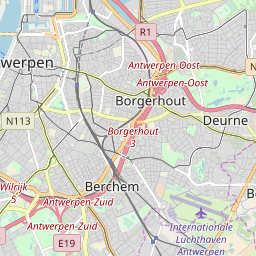 R1
Antwerpen-Oost
werpen
Antwerpen-Oost
Borgerhout
N113
Deurne
Borgerhout
3
Wilrijk
5
Berchem
Antwerpen-Zuid
Antwerpen-Zuid
Internationale
Luchthaven
Antwerpen
E19